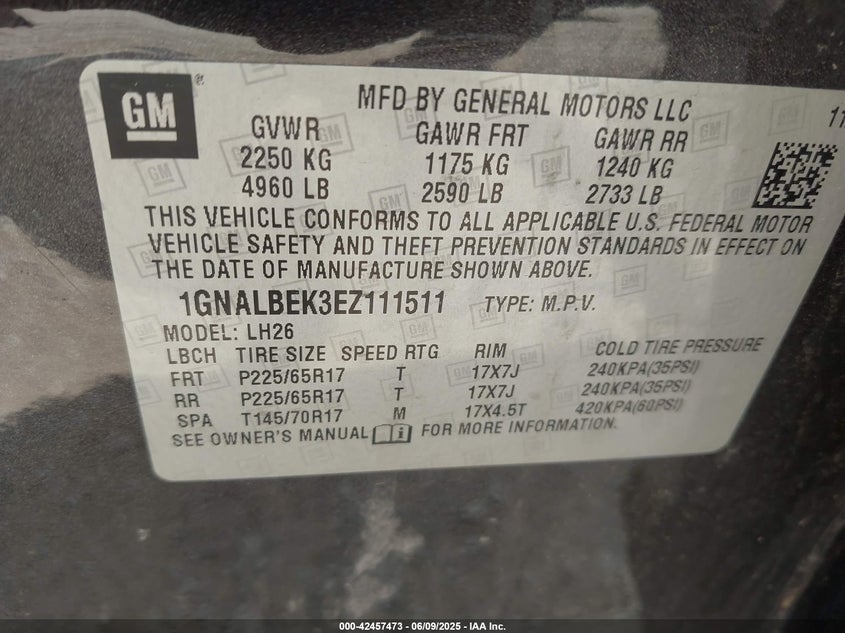 GM ®
MFD BY GENERAL MOTORS LLC
11
GVWR GAWR FRT GAWR RR
2250 KG 1175 KG 1240 KG
4960 LB 2590 LB 2733 LB
THIS VEHICLE CONFORMS TO ALL APPLICABLE U.S. FEDERAL MOTOR
VEHICLE SAFETY AND THEFT PREVENTION STANDARDS IN EFFECT ON
THE DATE OF MANUFACTURE SHOWN ABOVE.
1GNALBEK3EZ111511 TYPE: M.P.V.
MODEL: LH26
LBCH TIRE SIZE SPEED RTG RIM COLD TIRE PRESSURE
FRT P225/65R17 T 17X7J 240KPA(35PSI)
RR P225/65R17 T 17X7J 240KPA(35PSI)
SPA T145/70R17 M 17X4.5T 420KPA(60PSI)
SEE OWNER'S MANUAL FOR MORE INFORMATION.
000-42457473 - 06/09/2025 - IAA Inc.